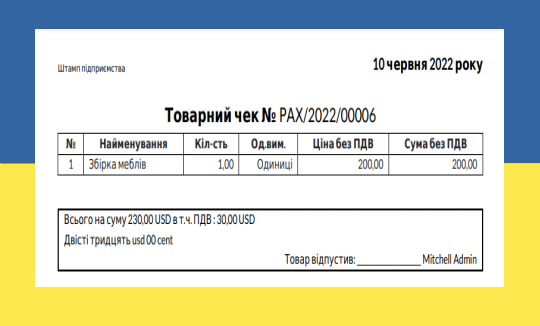 Штамп підприємства
10 червня 2022 року
Товарний чек № РАХ/2022/00006
№ Найменування Кіл-сть Од.вим. Ціна без ПДВ Сума без ПДВ
1 Збірка меблів 1,00 Одиниці 200,00 200,00
Всього на суму 230,00 USD в т.ч. ПДВ : 30,00 USD
Двісті тридцять usd 00 cent
Товар відпустив: ________________ Mitchell Admin